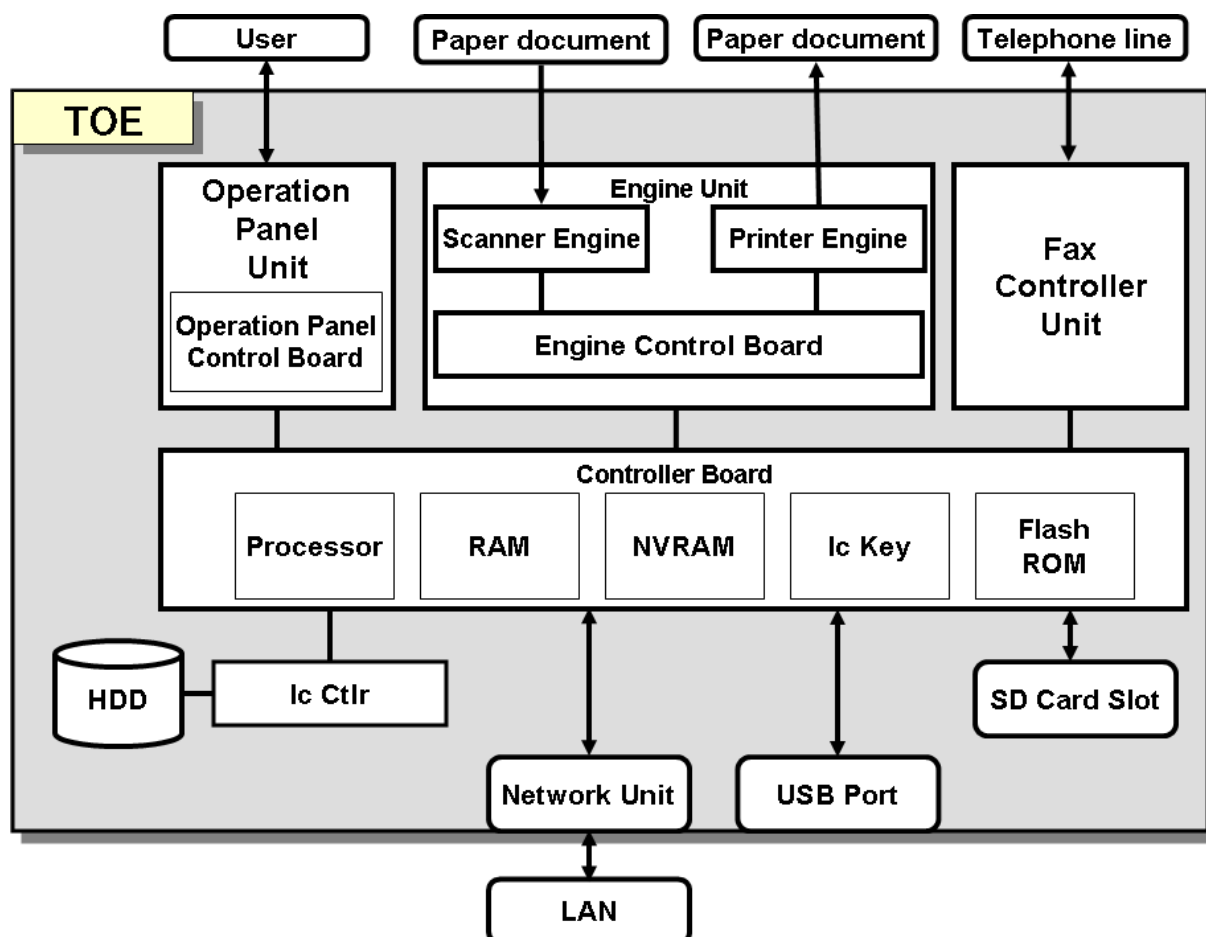 User
Paper document
Paper document
Telephone line
TOE
Operation
Panel
Unit
Operation Panel
Control Board
Engine Unit
Scanner Engine
Printer Engine
Engine Control Board
Fax
Controller
Unit
Controller Board
Processor
RAM
NVRAM
Ic Key
Flash
ROM
HDD
Ic Ctlr
SD Card Slot
Network Unit
USB Port
LAN